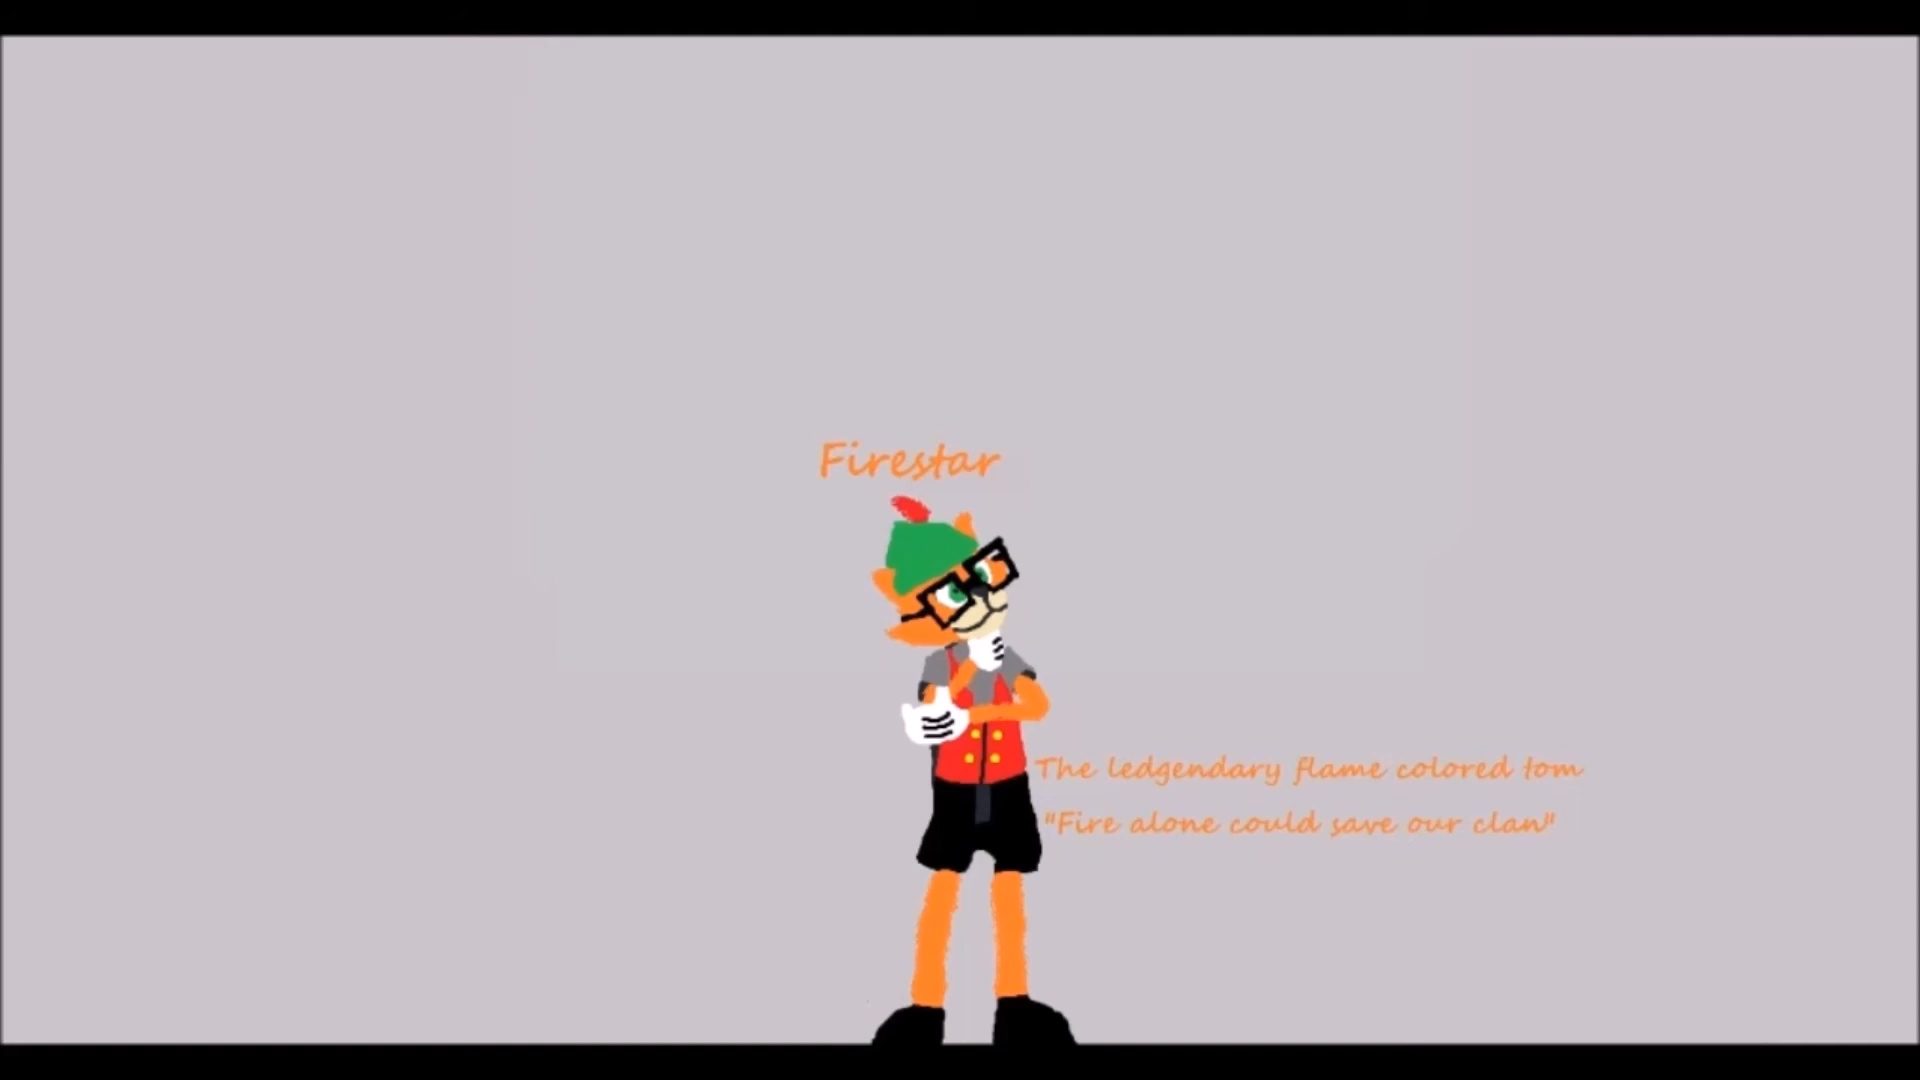 Firestar
The ledgendary flame colored tom
"Fire alone could save our clan"